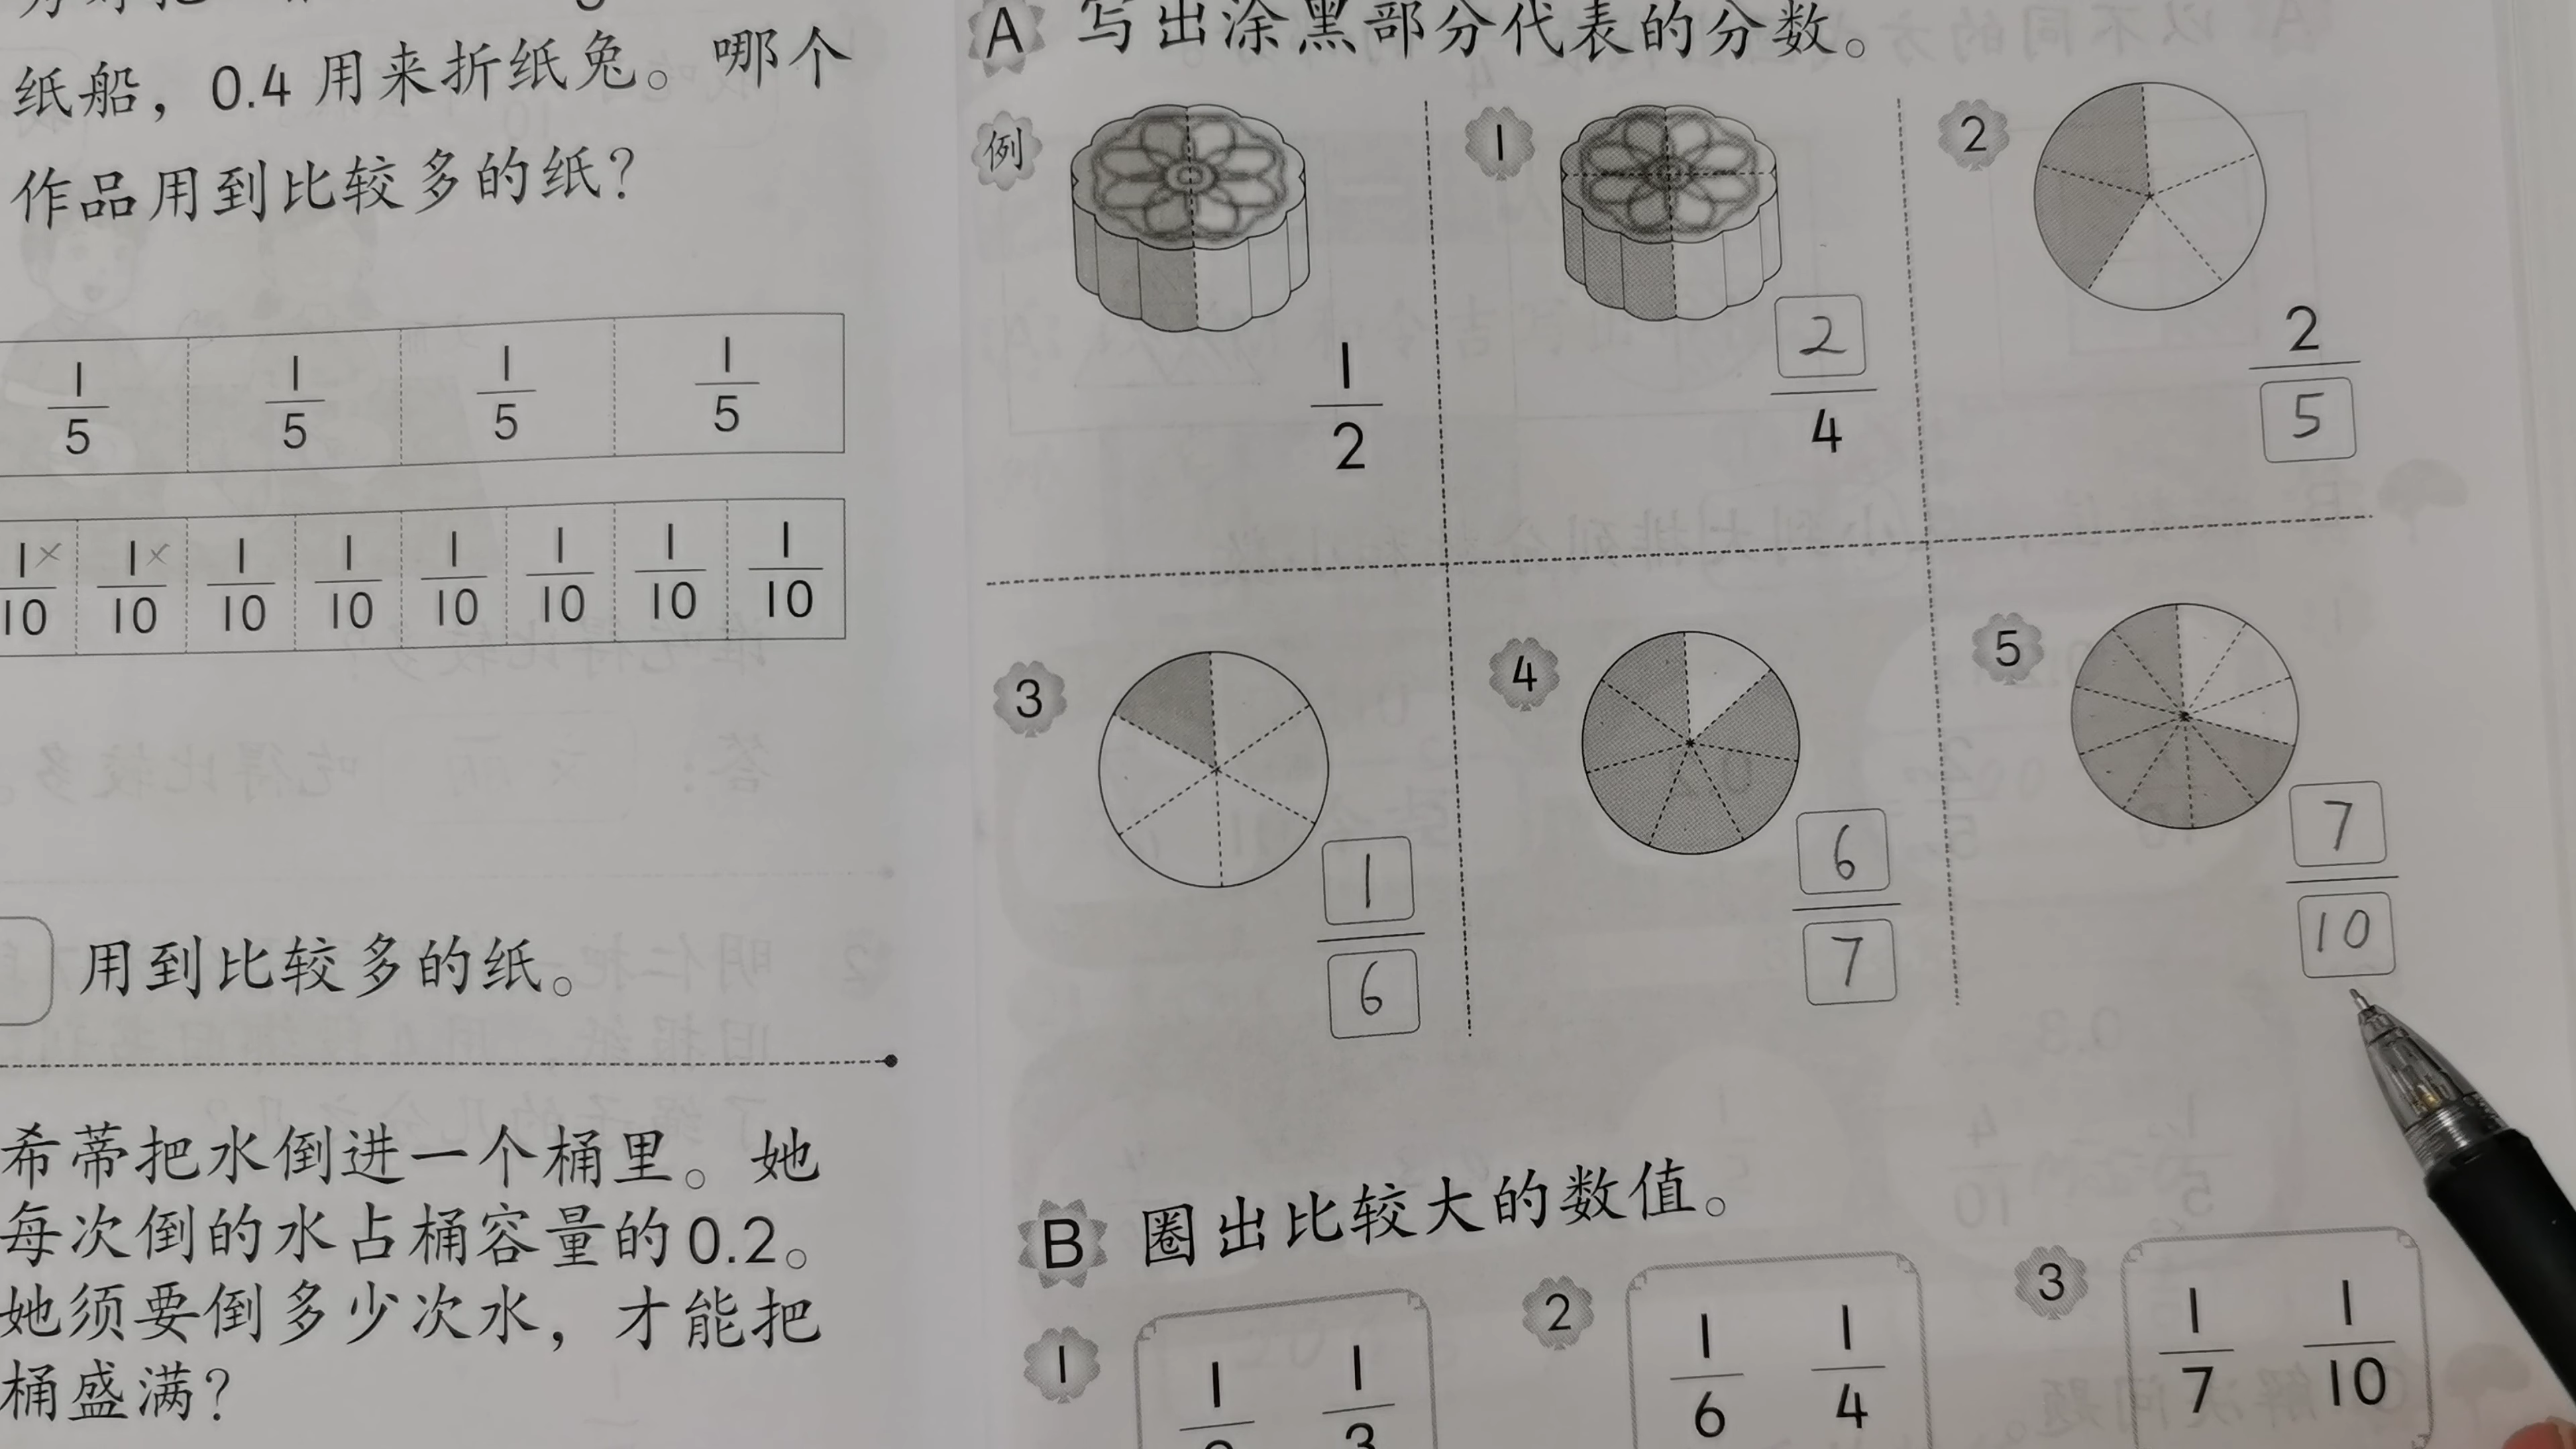 纸船，0.4 用来折纸兔。哪个
作品用到比较多的纸？
1/5 1/5 1/5 1/5
1/10 × 1/10 × 1/10 1/10 1/10 1/10 1/10 1/10
用到比较多的纸。
希蒂把水倒进一个桶里。她
每次倒的水占桶容量的0.2。
她须要倒多少次水，才能把
桶盛满？
A 写出涂黑部分代表的分数。
例 1/2
1 2/4
2 2/5
3 1/6
4 6/7
5 7/10
B 圈出比较大的数值。
1 1/3
2 1/6 1/4
3 1/7 1/10